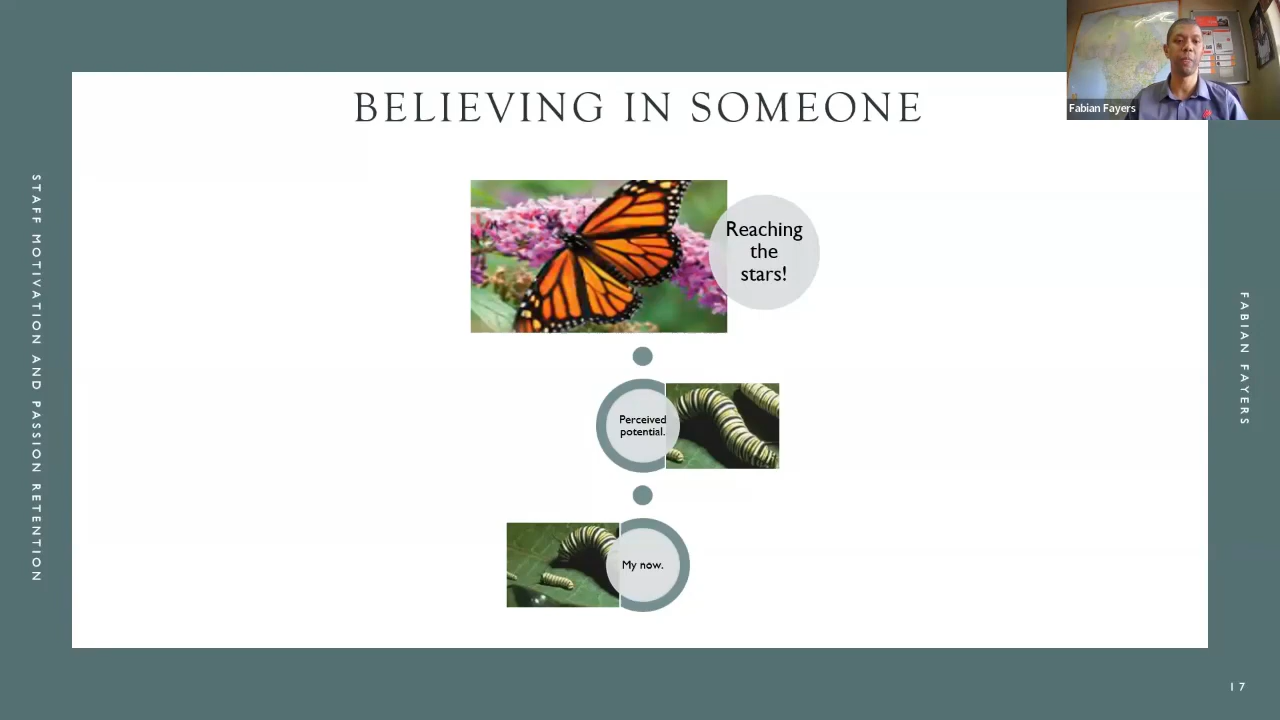 BELIEVING IN SOMEONE
Fabian Fayers
STAFF MOTIVATION AND PASSION RETENTION
Reaching
the
stars!
Perceived
potential.
My now.
FABIAN FAYERS
17